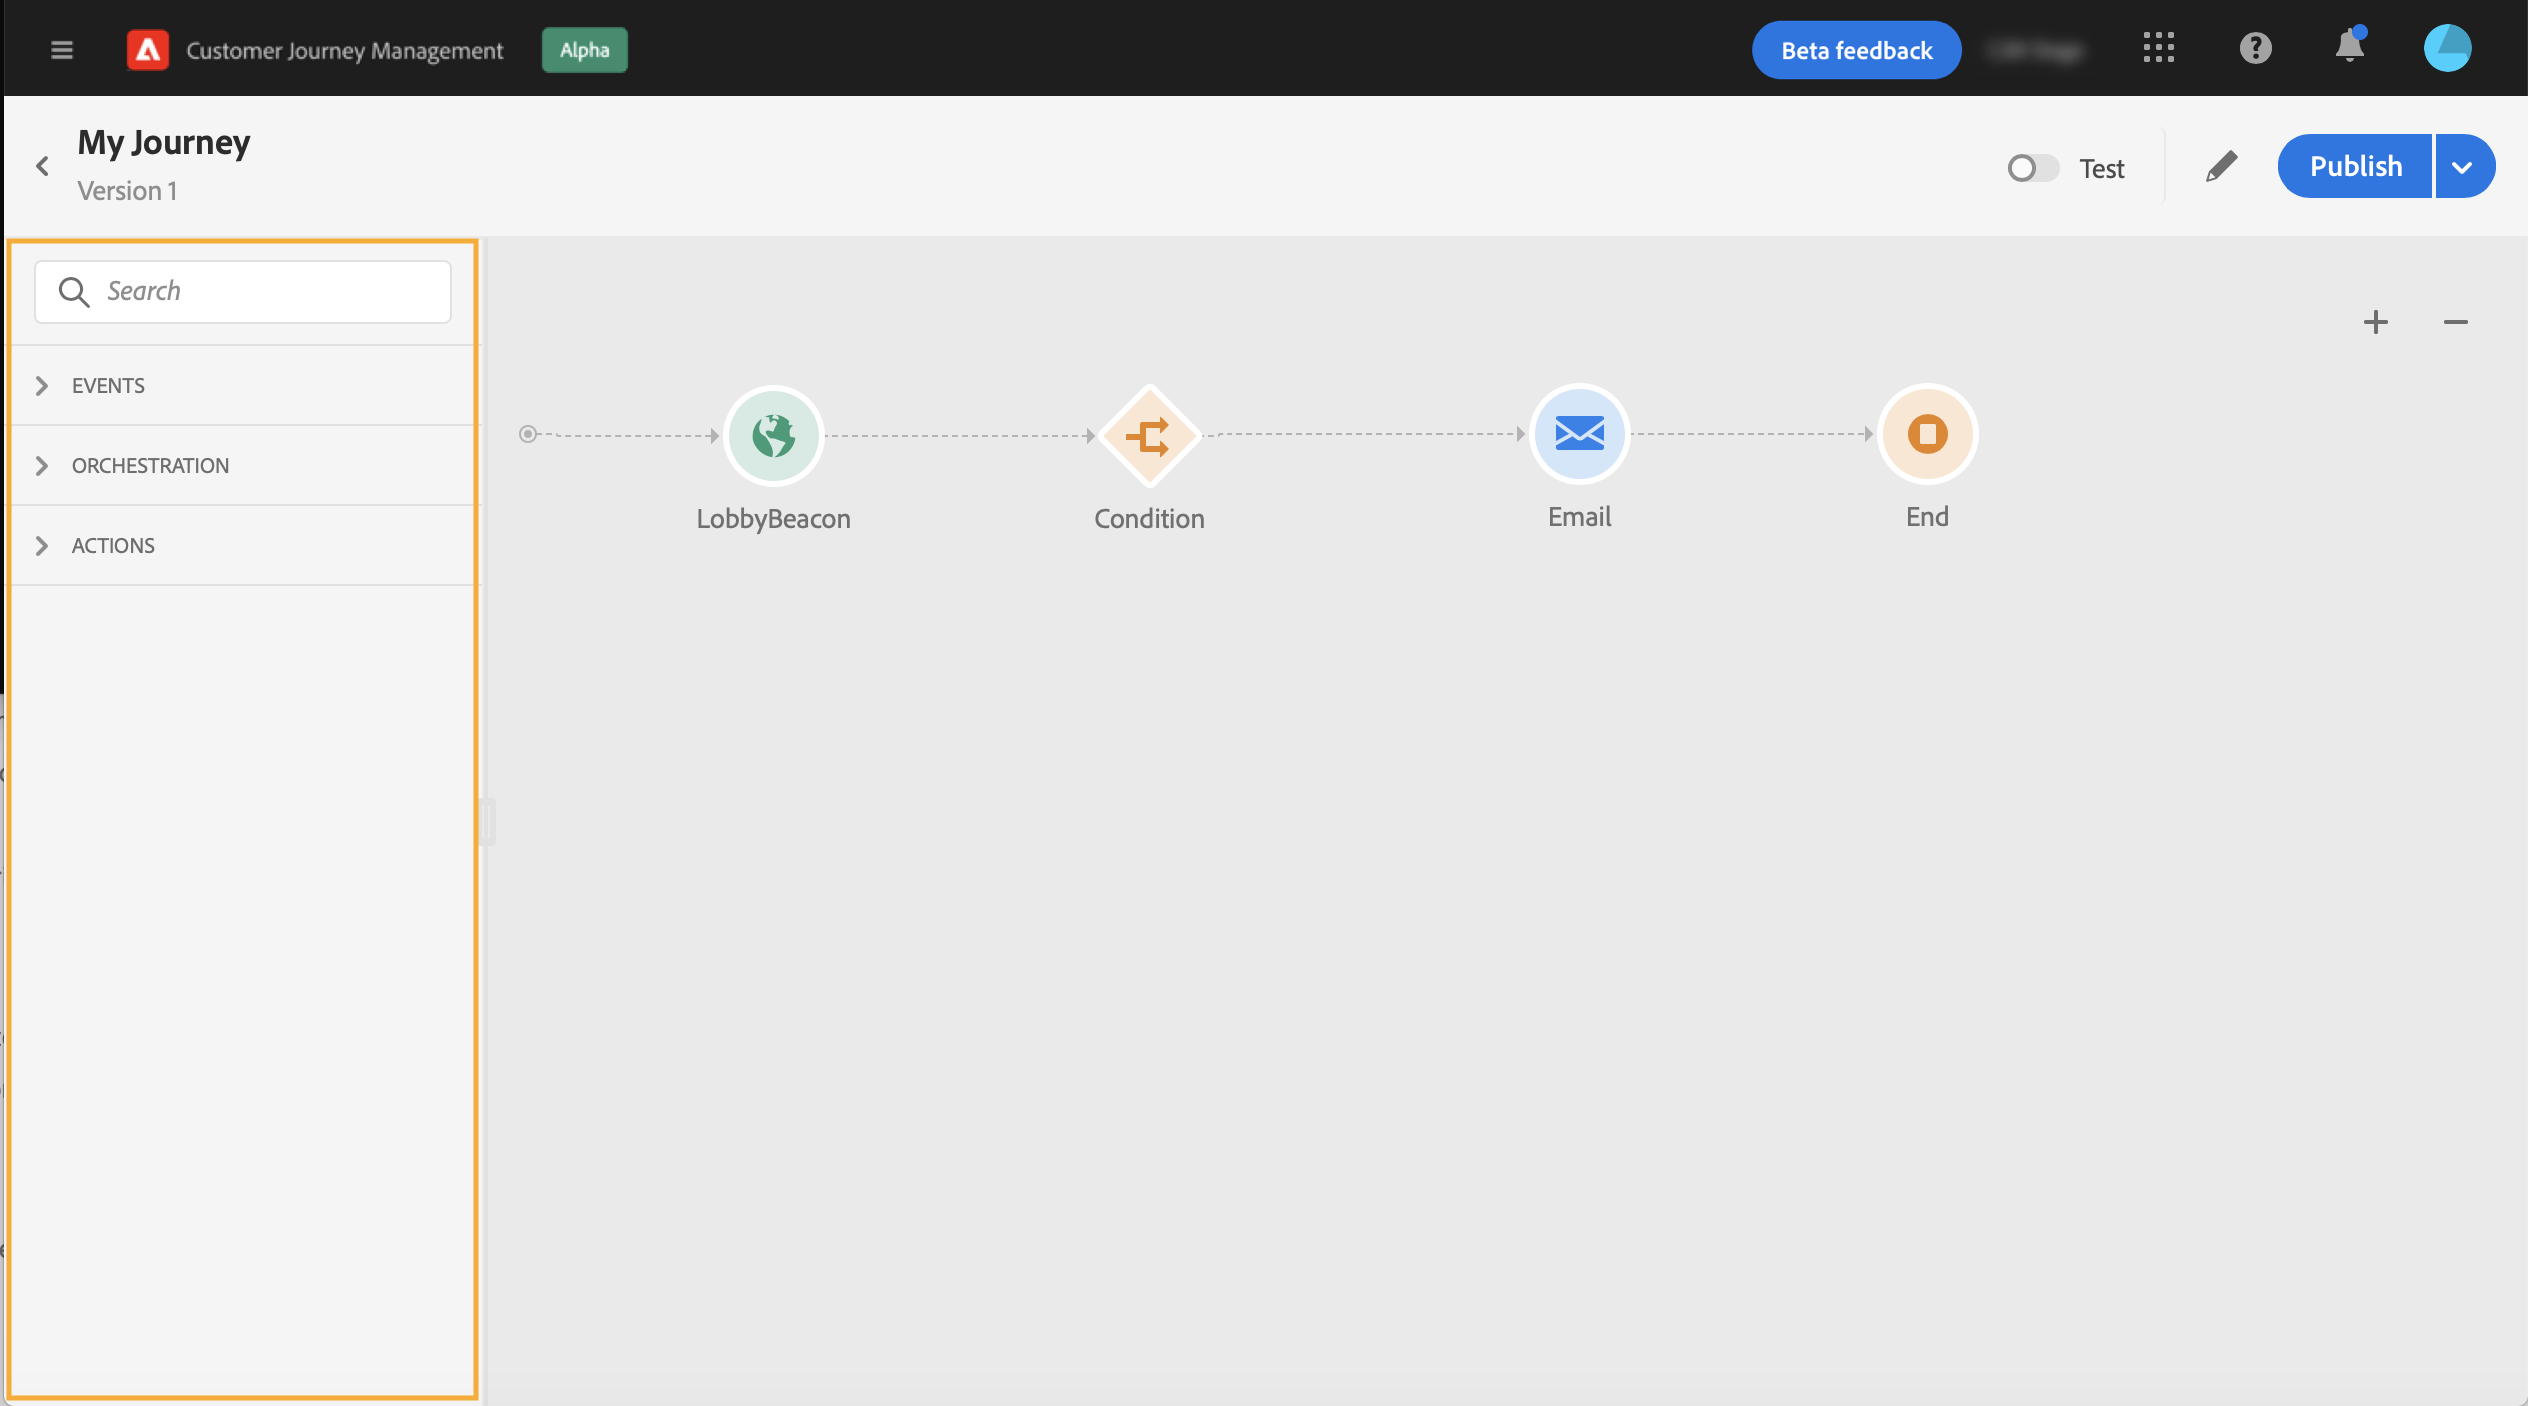 Customer Journey Management
Alpha
Beta feedback
My Journey
Version 1
Test
Publish
Search
EVENTS
ORCHESTRATION
ACTIONS
LobbyBeacon
Condition
Email
End